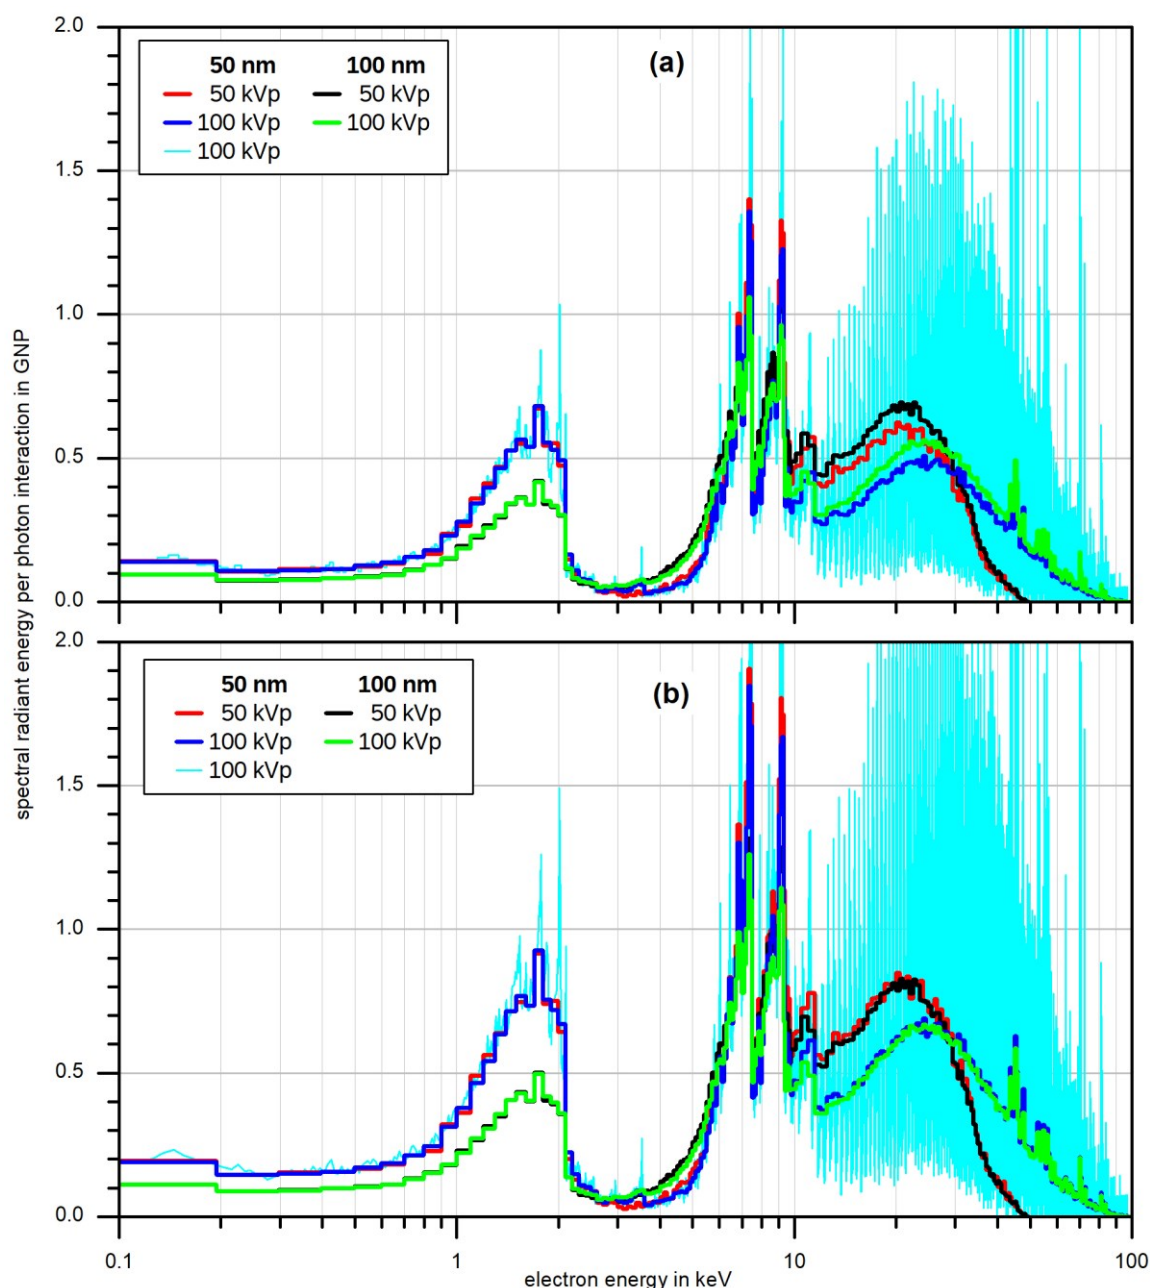 spectral radiant energy per photon interaction in GNP
2.0
(a)
50 nm 100 nm
50 kVp 50 kVp
100 kVp 100 kVp
100 kVp
1.5
1.0
0.5
0.0
2.0
(b)
50 nm 100 nm
50 kVp 50 kVp
100 kVp 100 kVp
100 kVp
1.5
1.0
0.5
0.0
0.1 1 10 100
electron energy in keV